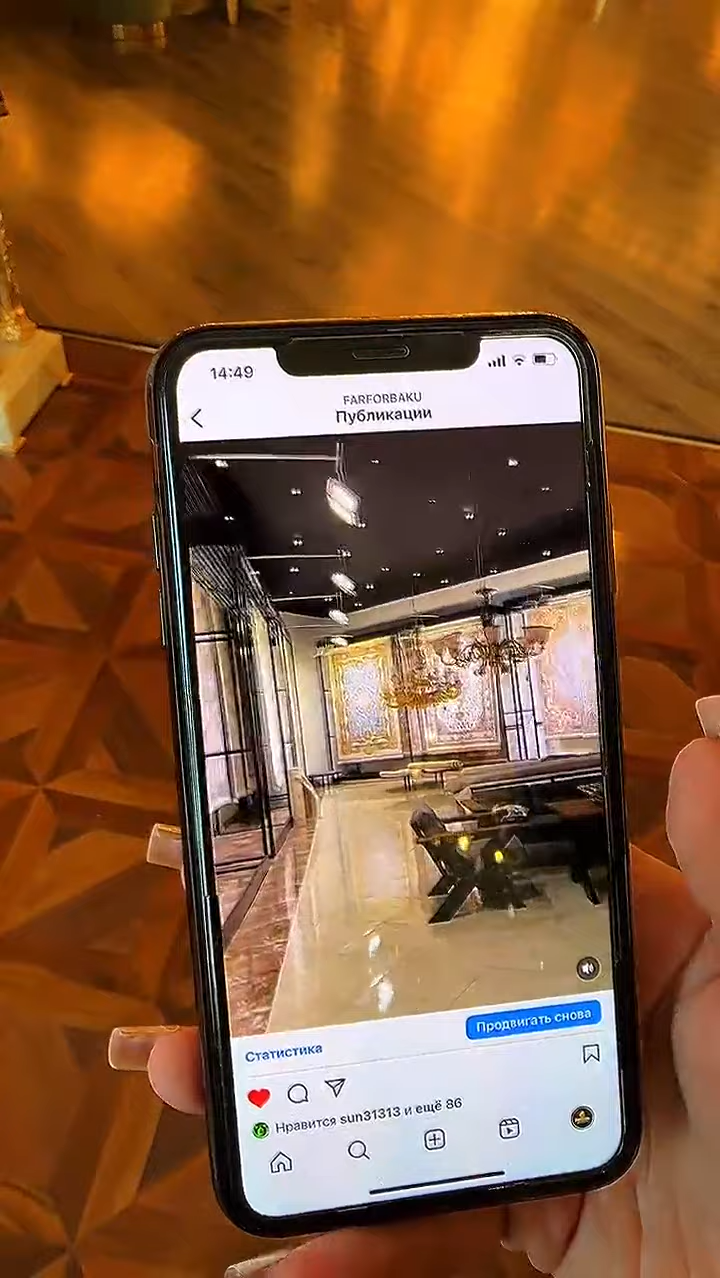 14:49
FARFORBAKU
Публикации
Статистика
Продвигать снова
Нравится sun31313 и ещё 86